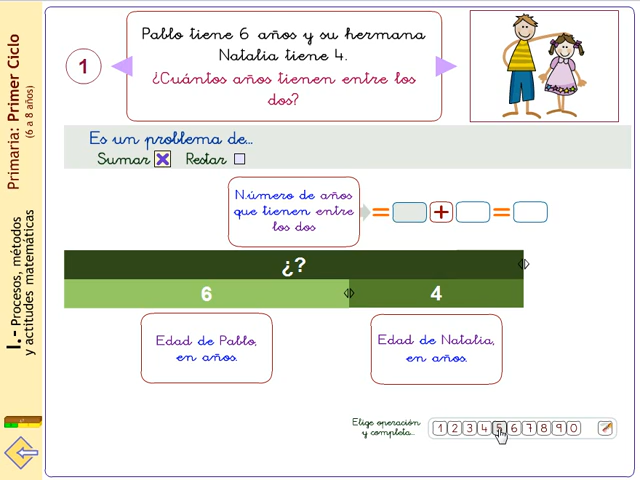 Primaria: Primer Ciclo
(6 a 8 años)
I.- Procesos, métodos
y actitudes matemáticas
1
Pablo tiene 6 años y su hermana
Natalia tiene 4.
¿Cuántos años tienen entre los
dos?
Es un problema de...
Sumar Restar
Número de años
que tienen entre
los dos
= + =
¿?
6 4
Edad de Pablo,
en años.
Edad de Natalia,
en años.
Elige operación
y completa...
1 2 3 4 5 6 7 8 9 0